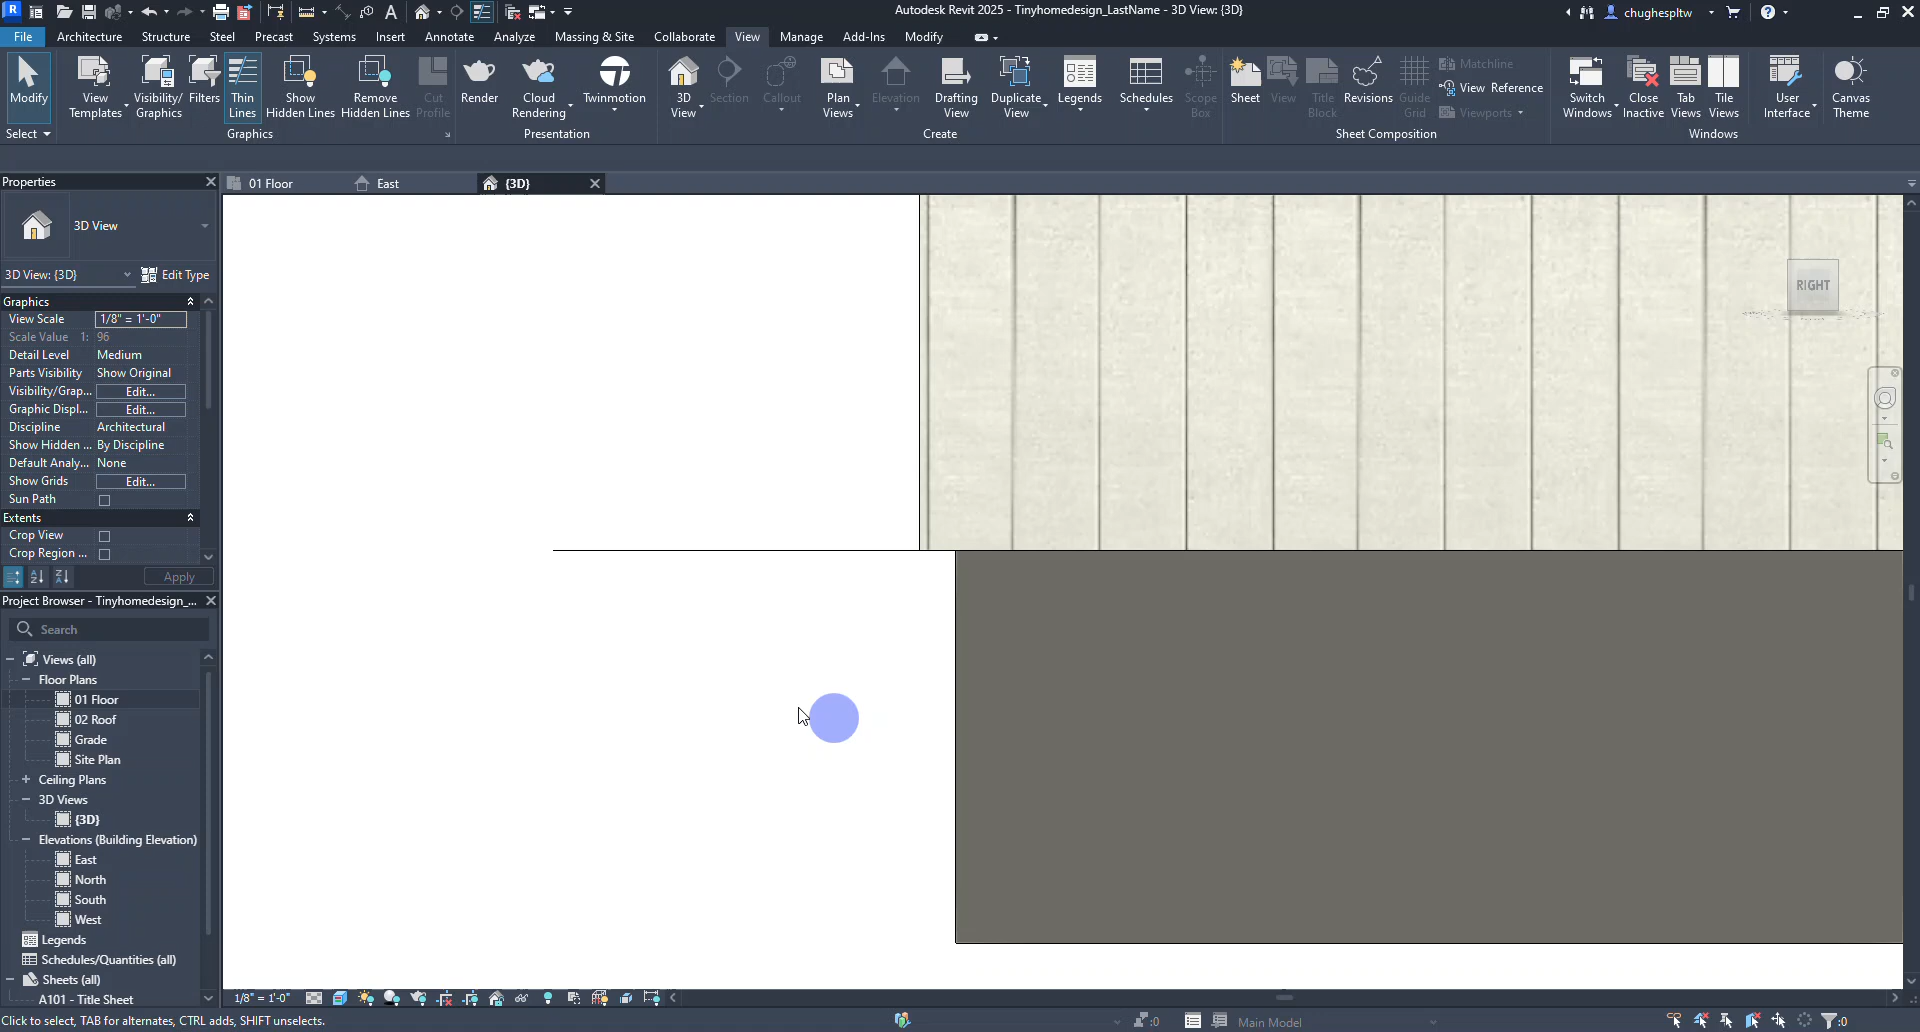 Autodesk Revit 2025 - Tinyhomedesign_LastName - 3D View: {3D}
chughespltw
File Architecture Structure Steel Precast Systems Insert Annotate Analyze Massing & Site Collaborate View Manage Add-Ins Modify
Modify
View Templates
Visibility/ Graphics
Filters
Thin Lines
Show Hidden Lines
Remove Hidden Lines
Cut Profile
Render
Cloud Rendering
Twinmotion
3D View
Section
Callout
Plan Views
Elevation
Drafting View
Duplicate View
Legends
Schedules
Scope Box
Sheet
View
Title Block
Revisions
Guide Grid
Matchline
View Reference
Viewports
Switch Windows
Close Inactive
Tab Views
Tile Views
User Interface
Canvas Theme
Select Graphics Presentation Create Sheet Composition Windows
Properties
01 Floor East {3D}
3D View
3D View: {3D} Edit Type
Graphics
View Scale 1/8" = 1'-0"
Scale Value 1: 96
Detail Level Medium
Parts Visibility Show Original
Visibility/Grap... Edit...
Graphic Displ... Edit...
Discipline Architectural
Show Hidden ... By Discipline
Default Analy... None
Show Grids Edit...
Sun Path
Extents
Crop View
Crop Region ...
Apply
Project Browser - Tinyhomedesign_...
Search
Views (all)
Floor Plans
01 Floor
02 Roof
Grade
Site Plan
Ceiling Plans
3D Views
{3D}
Elevations (Building Elevation)
East
North
South
West
Legends
Schedules/Quantities (all)
Sheets (all)
A101 - Title Sheet
RIGHT
1/8" = 1'-0"
Click to select, TAB for alternates, CTRL adds, SHIFT unselects.
:0
Main Model
:0